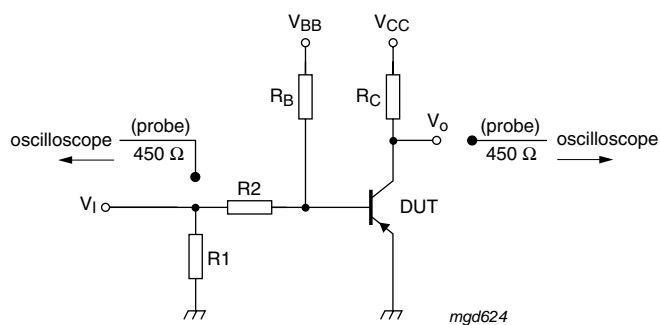 V_BB
V_CC
R_B
R_C
V_o
(probe)
450 Ω
oscilloscope
(probe)
450 Ω
oscilloscope
R2
V_I
DUT
R1
mgd624